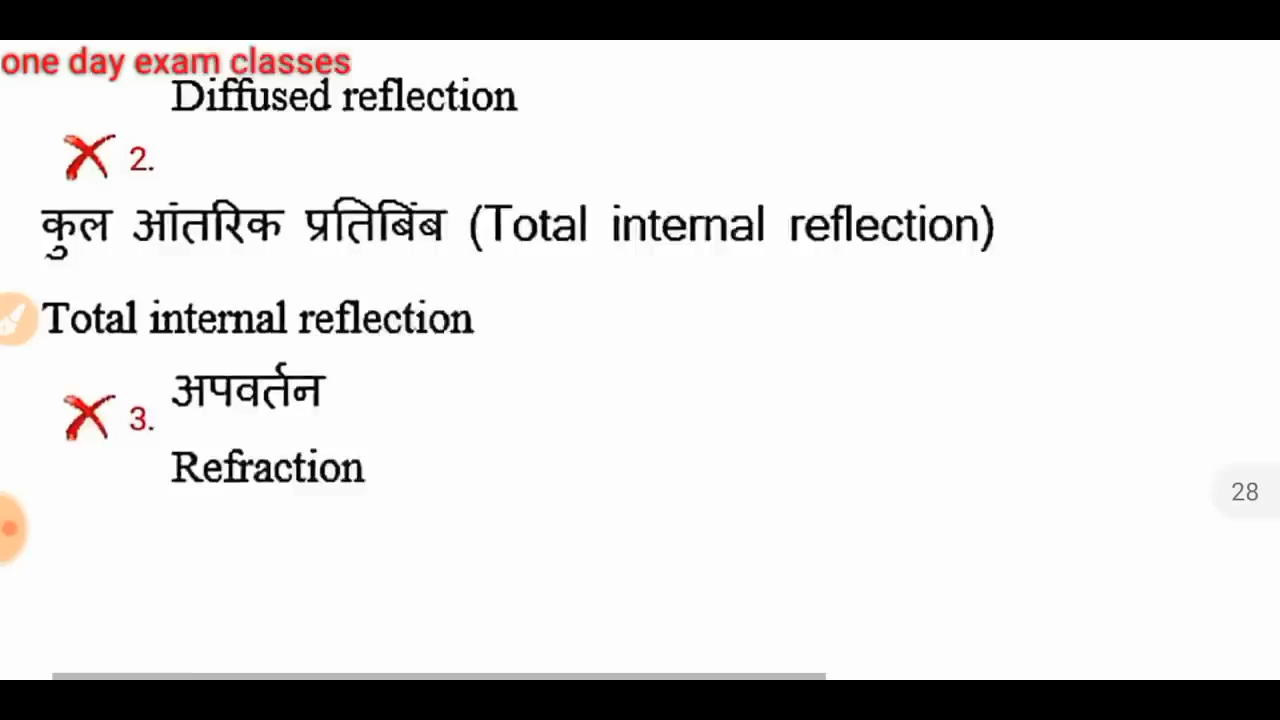 one day exam classes
Diffused reflection
2.
कुल आंतरिक प्रतिबिंब (Total internal reflection)
Total internal reflection
अपवर्तन
3.
Refraction
28